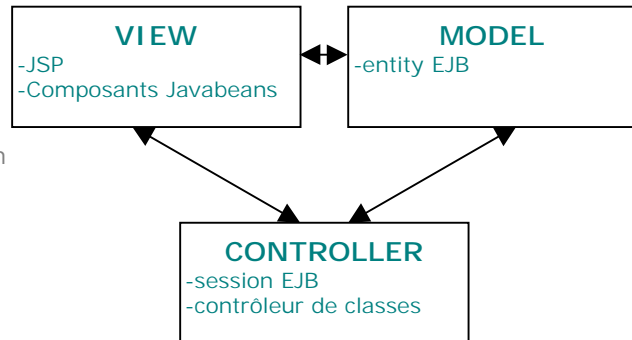 VIEW
-JSP
-Composants Javabeans
MODEL
-entity EJB
n
CONTROLLER
-session EJB
-contrôleur de classes